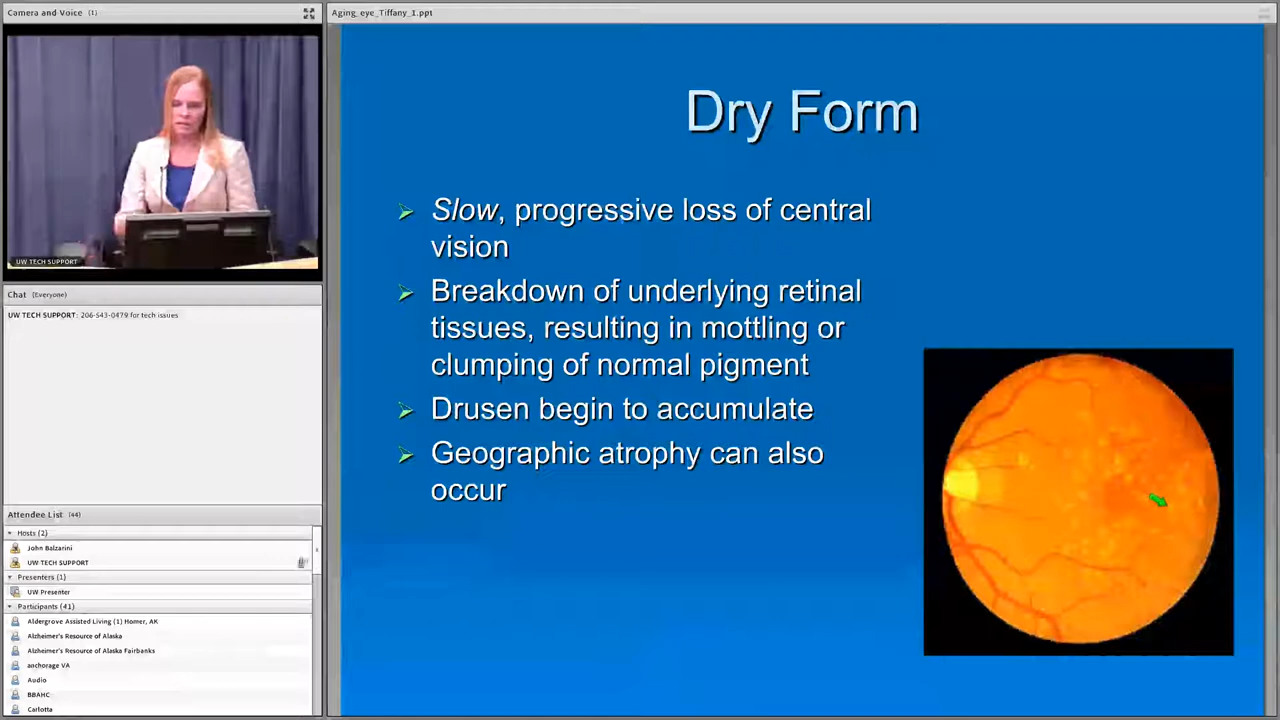 Camera and Voice (1)
UW TECH SUPPORT
Chat (Everyone)
UW TECH SUPPORT: 206-543-0479 for tech issues
Attendee List (44)
Hosts (2)
John Balzarini
UW TECH SUPPORT
Presenters (1)
UW Presenter
Participants (41)
Aldergrove Assisted Living (1) Homer, AK
Alzheimer's Resource of Alaska
Alzheimer's Resource of Alaska Fairbanks
anchorage VA
Audio
BBAHC
Carlotta
Aging_eye_Tiffany_1.ppt
Dry Form
Slow, progressive loss of central
vision
Breakdown of underlying retinal
tissues, resulting in mottling or
clumping of normal pigment
Drusen begin to accumulate
Geographic atrophy can also
occur